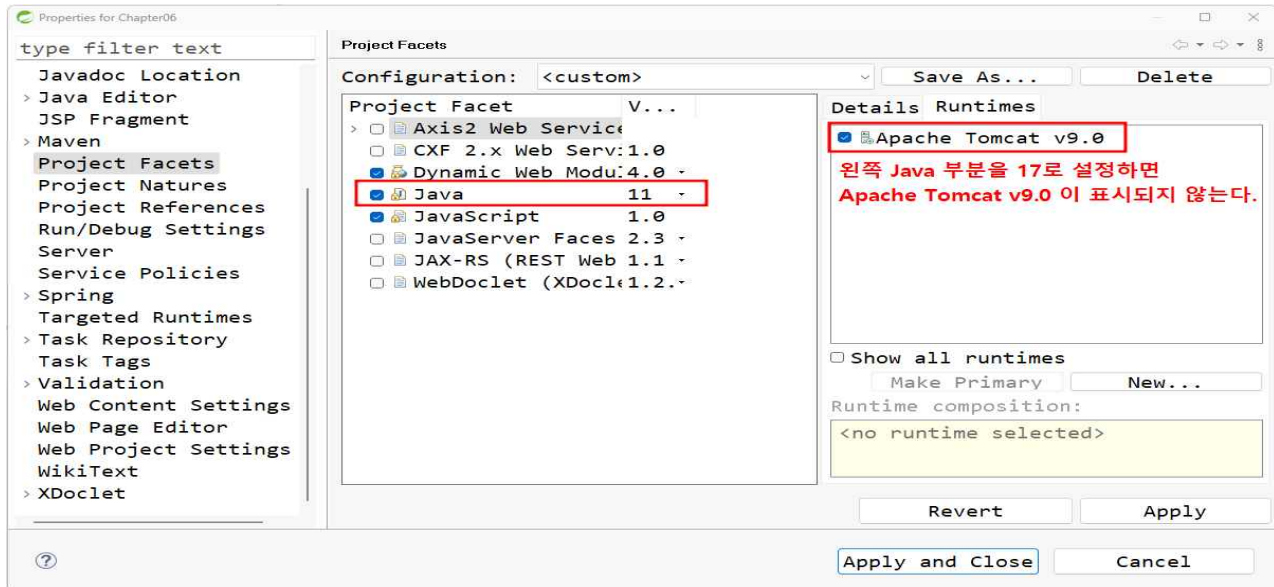 Properties for Chapter06
type filter text
Javadoc Location
Java Editor
JSP Fragment
Maven
Project Facets
Project Natures
Project References
Run/Debug Settings
Server
Service Policies
Spring
Targeted Runtimes
Task Repository
Task Tags
Validation
Web Content Settings
Web Page Editor
Web Project Settings
WikiText
XDoclet
Project Facets
Configuration: <custom> Save As... Delete
Project Facet V...
Axis2 Web Service
CXF 2.x Web Servi 1.0
Dynamic Web Modul 4.0
Java 11
JavaScript 1.0
JavaServer Faces 2.3
JAX-RS (REST Web 1.1
WebDoclet (XDocle 1.2.
Details Runtimes
Apache Tomcat v9.0
왼쪽 Java 부분을 17로 설정하면
Apache Tomcat v9.0 이 표시되지 않는다.
Show all runtimes
Make Primary New...
Runtime composition:
<no runtime selected>
Revert Apply
Apply and Close Cancel